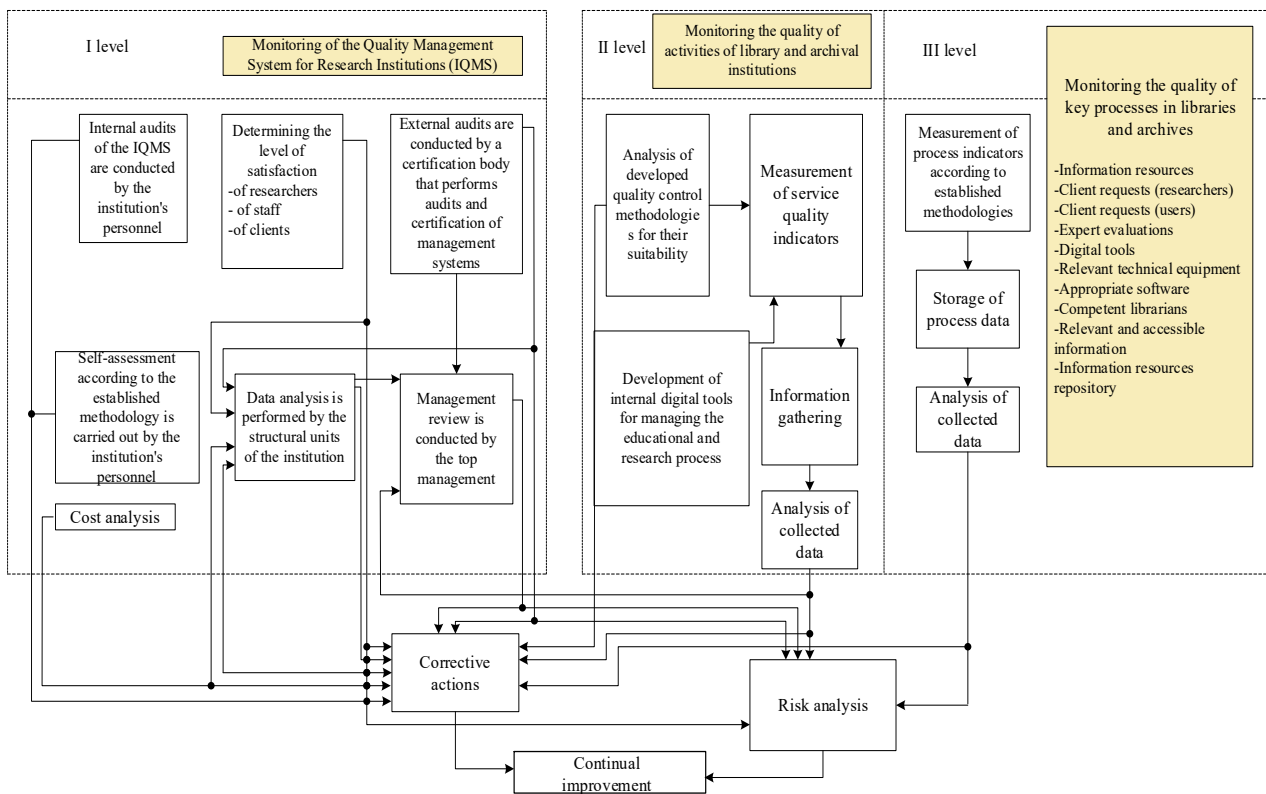 I level
Monitoring of the Quality Management
System for Research Institutions (IQMS)
II level
Monitoring the quality of
activities of library and archival
institutions
III level
Monitoring the quality of
key processes in libraries
and archives
-Information resources
-Client requests (researchers)
-Client requests (users)
-Expert evaluations
-Digital tools
-Relevant technical equipment
-Appropriate software
-Competent librarians
-Relevant and accessible
information
-Information resources
repository
Internal audits
of the IQMS
are conducted
by the
institution's
personnel
Determining the
level of
satisfaction
-of researchers
- of staff
-of clients
External audits are
conducted by a
certification body
that performs
audits and
certification of
management
systems
Analysis of
developed quality
control
methodologie
s for their
suitability
Measurement
of service
quality
indicators
Measurement of
process indicators
according to
established
methodologies
Storage of
process data
Analysis of
collected
data
Self-assessment
according to the
established
methodology is
carried out by the
institution's
personnel
Data analysis is
performed by the
structural units
of the institution
Management
review is
conducted by
the top
management
Development of
internal digital tools
for managing the
educational and
research process
Information
gathering
Analysis of
collected
data
Cost analysis
Corrective
actions
Risk analysis
Continual
improvement